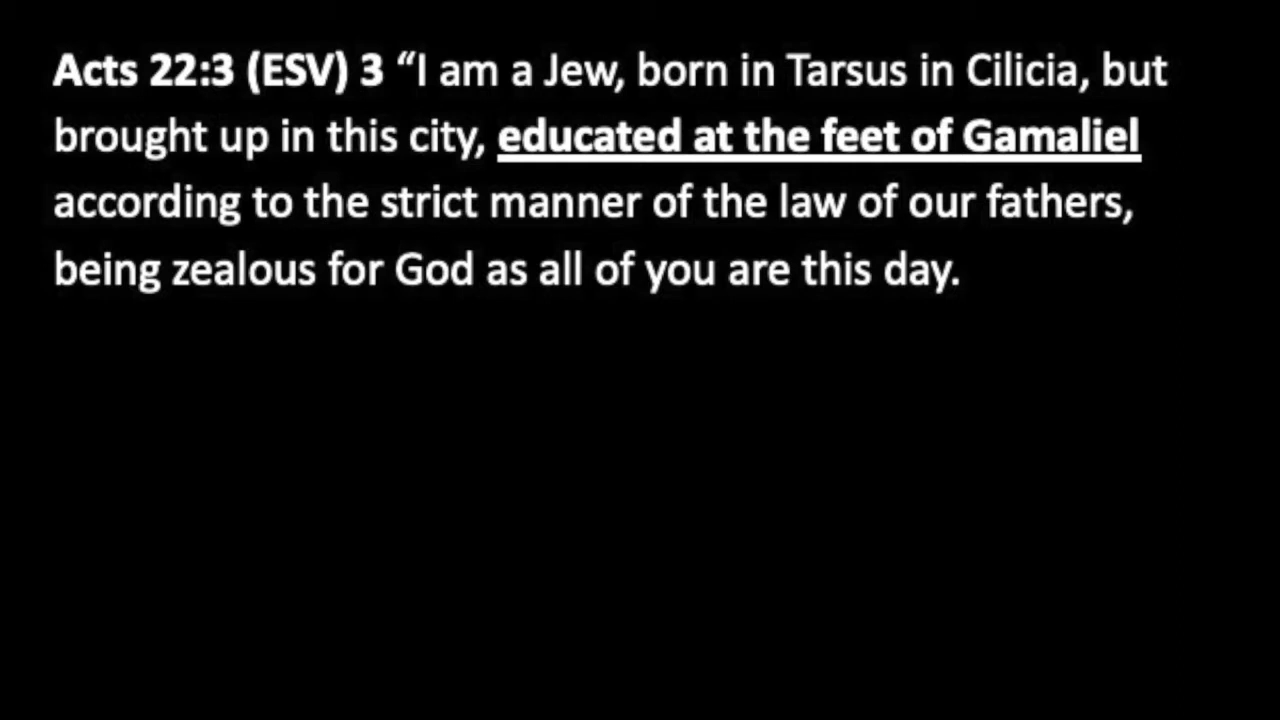 Acts 22:3 (ESV) 3 “I am a Jew, born in Tarsus in Cilicia, but
brought up in this city, educated at the feet of Gamaliel
according to the strict manner of the law of our fathers,
being zealous for God as all of you are this day.